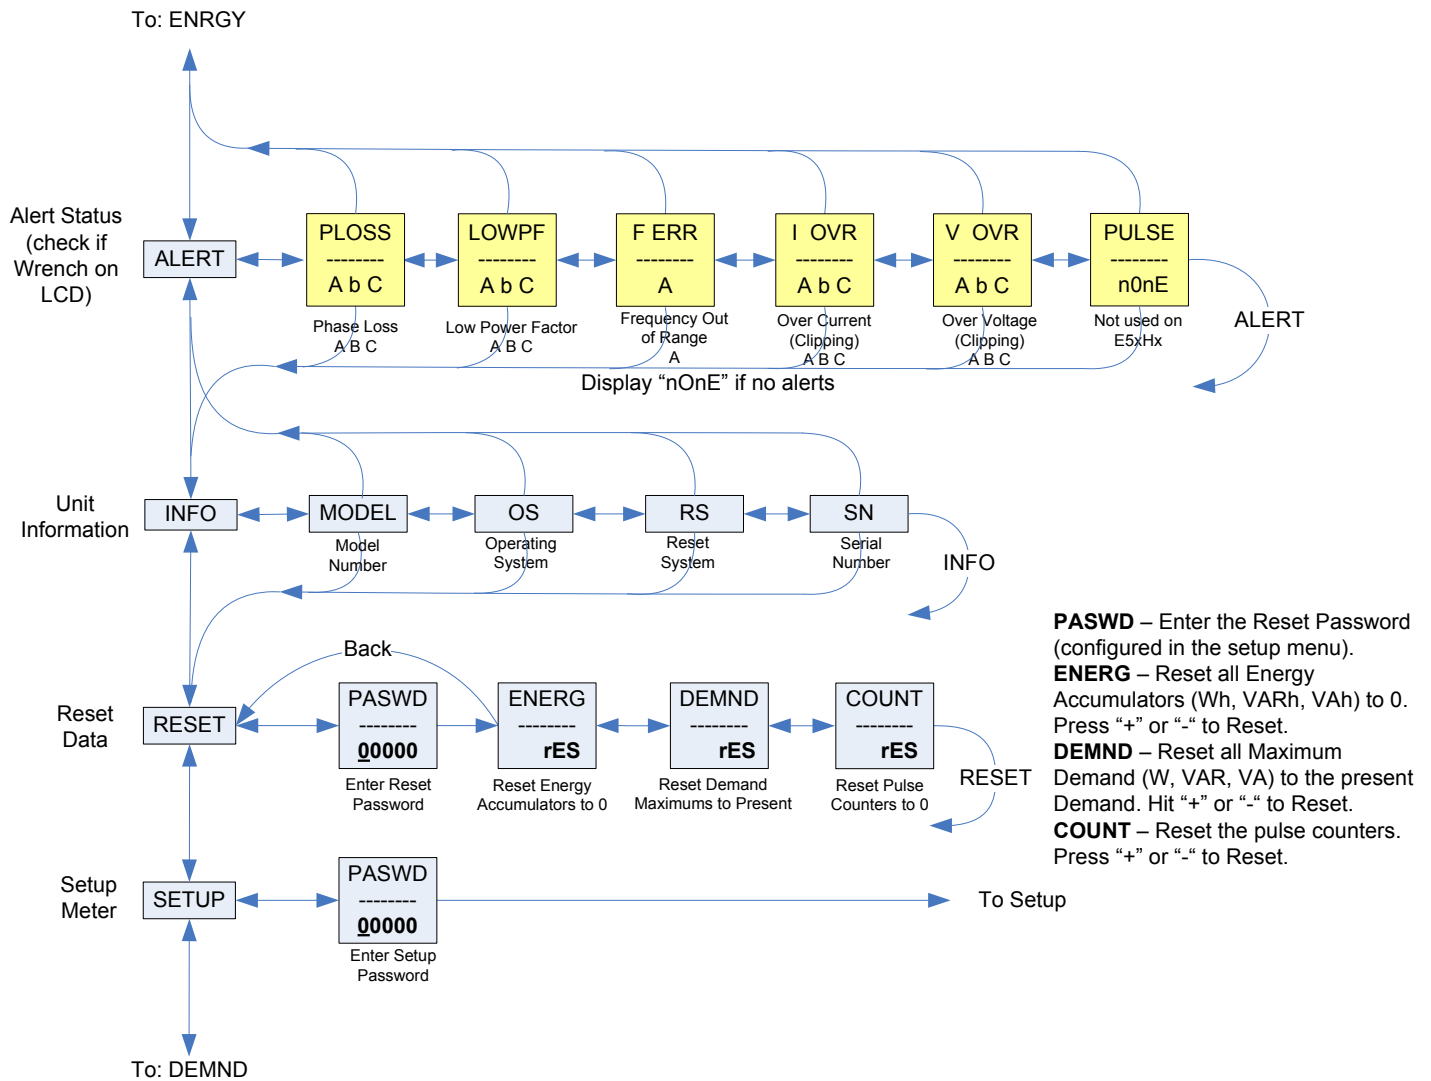 To: ENRGY
Alert Status
(check if
Wrench on
LCD)
ALERT
PLOSS
--------
A b C
Phase Loss
A B C
LOWPF
--------
A b C
Low Power Factor
A B C
F ERR
--------
A
Frequency Out
of Range
A
I OVR
--------
A b C
Over Current
(Clipping)
A B C
V OVR
--------
A b C
Over Voltage
(Clipping)
A B C
PULSE
--------
n0nE
Not used on
E5xHx
ALERT
Display “nOnE” if no alerts
Unit
Information
INFO
MODEL
Model
Number
OS
Operating
System
RS
Reset
System
SN
Serial
Number
INFO
Back
Reset
Data
RESET
PASWD
--------
00000
Enter Reset
Password
ENERG
--------
rES
Reset Energy
Accumulators to 0
DEMND
--------
rES
Reset Demand
Maximums to Present
COUNT
--------
rES
Reset Pulse
Counters to 0
RESET
PASWD – Enter the Reset Password
(configured in the setup menu).
ENERG – Reset all Energy
Accumulators (Wh, VARh, VAh) to 0.
Press “+” or “-“ to Reset.
DEMND – Reset all Maximum
Demand (W, VAR, VA) to the present
Demand. Hit “+” or “-“ to Reset.
COUNT – Reset the pulse counters.
Press “+” or “-“ to Reset.
Setup
Meter
SETUP
PASWD
--------
00000
Enter Setup
Password
To Setup
To: DEMND